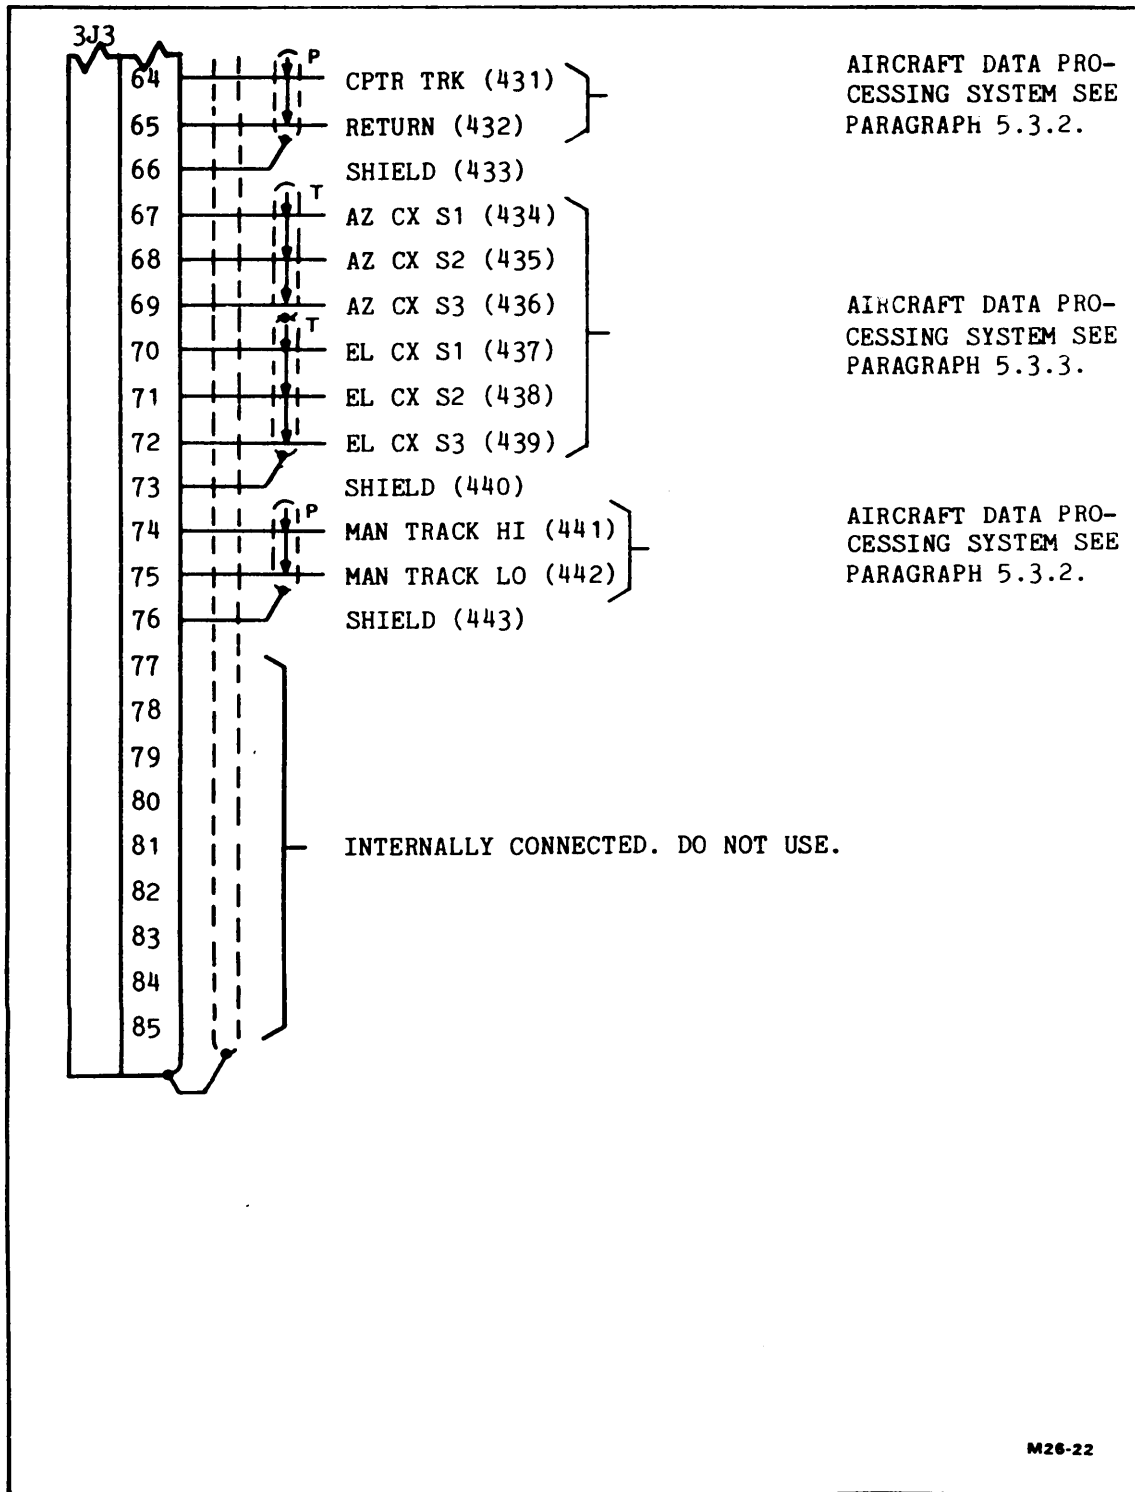 3J3
P
64 CPTR TRK (431)
65 RETURN (432)
66 SHIELD (433)
AIRCRAFT DATA PRO-
CESSING SYSTEM SEE
PARAGRAPH 5.3.2.
T
67 AZ CX S1 (434)
68 AZ CX S2 (435)
69 AZ CX S3 (436)
T
70 EL CX S1 (437)
71 EL CX S2 (438)
72 EL CX S3 (439)
73 SHIELD (440)
AIRCRAFT DATA PRO-
CESSING SYSTEM SEE
PARAGRAPH 5.3.3.
P
74 MAN TRACK HI (441)
75 MAN TRACK LO (442)
76 SHIELD (443)
AIRCRAFT DATA PRO-
CESSING SYSTEM SEE
PARAGRAPH 5.3.2.
77
78
79
80
81 INTERNALLY CONNECTED. DO NOT USE.
82
83
84
85
M26-22